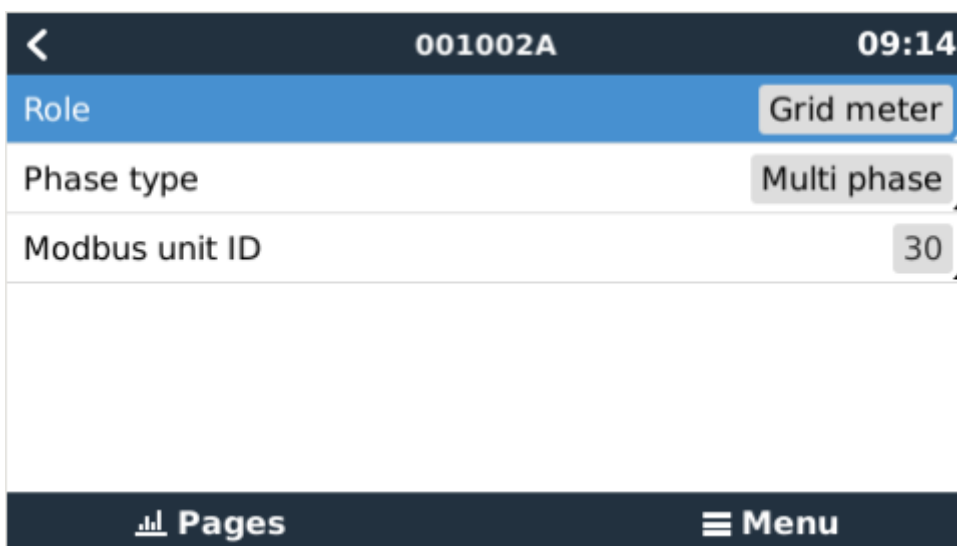 001002A 09:14
Role Grid meter
Phase type Multi phase
Modbus unit ID 30
Pages Menu